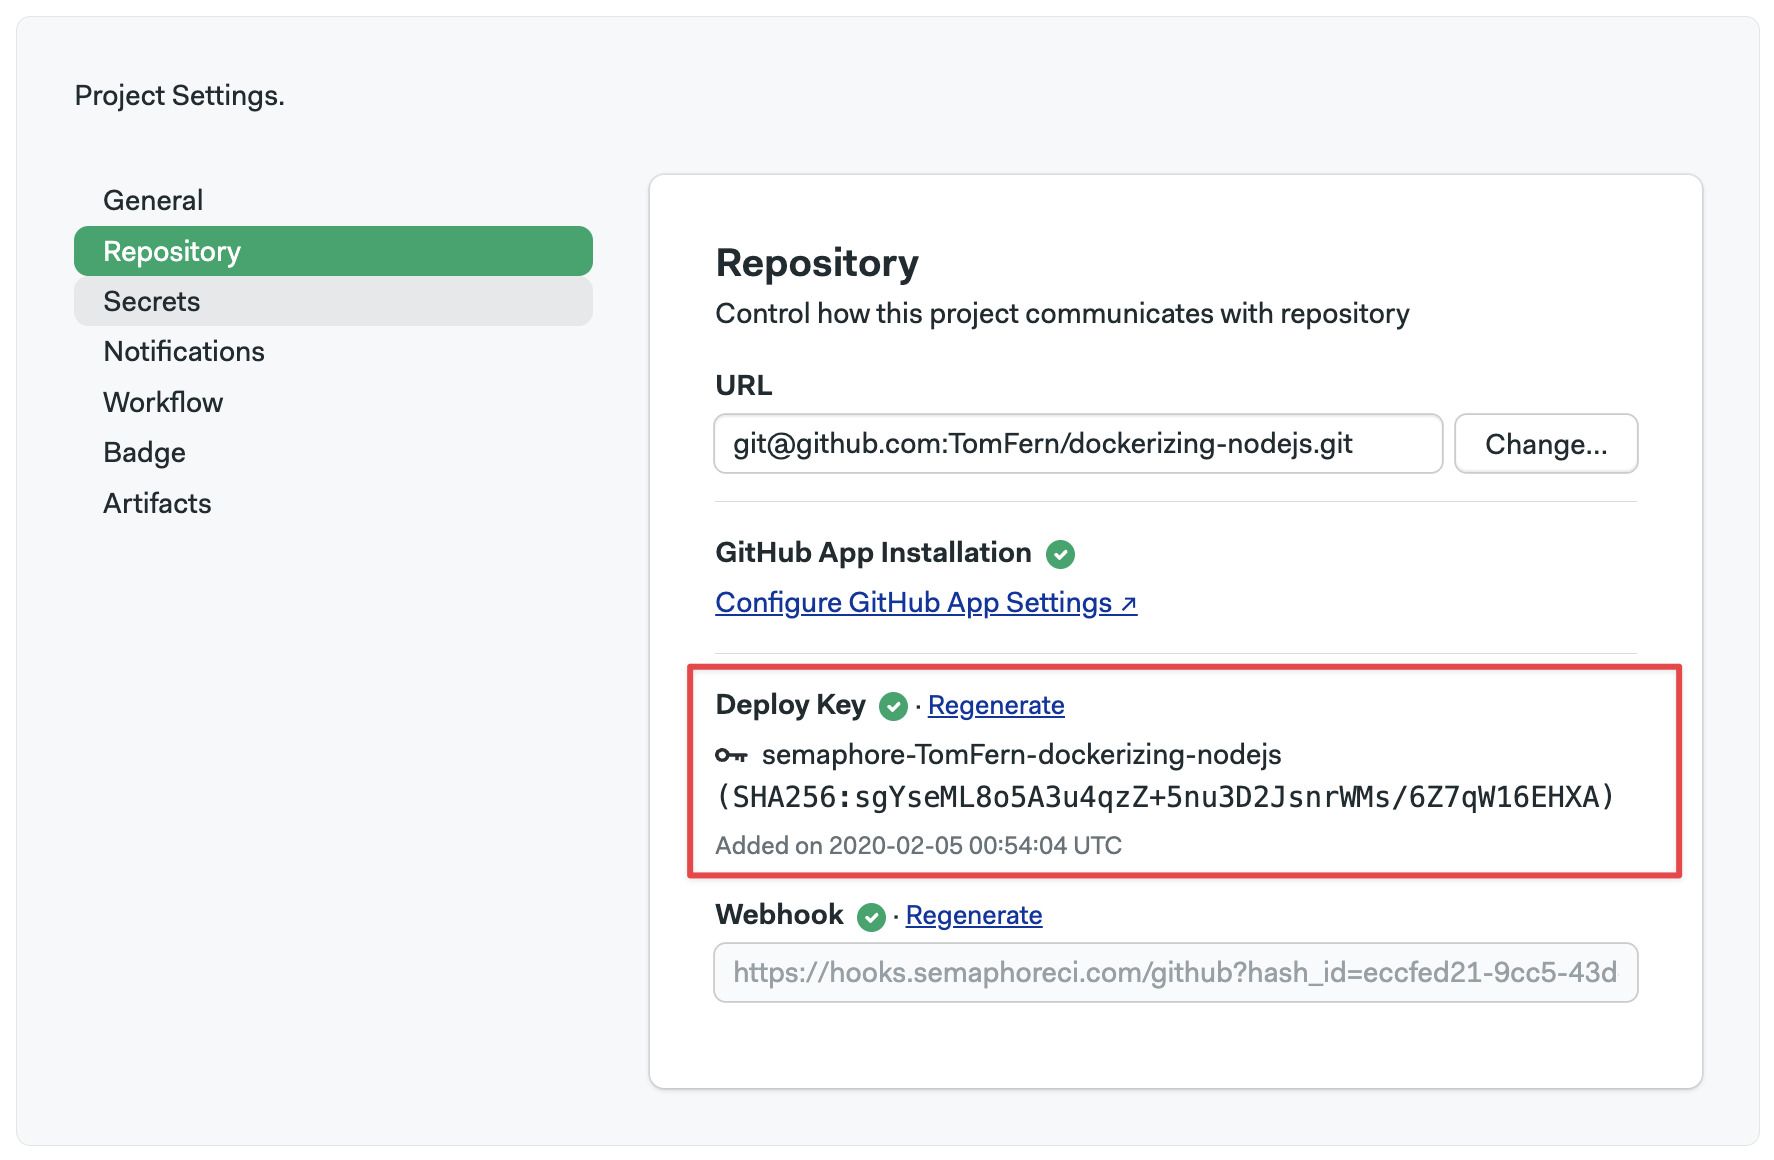 Project Settings.
General
Repository
Secrets
Notifications
Workflow
Badge
Artifacts
Repository
Control how this project communicates with repository
URL
git@github.com:TomFern/dockerizing-nodejs.git
Change...
GitHub App Installation
Configure GitHub App Settings ↗
Deploy Key · Regenerate
semaphore-TomFern-dockerizing-nodejs
(SHA256:sgYseML8o5A3u4qzZ+5nu3D2JsnrWMs/6Z7qW16EHXA)
Added on 2020-02-05 00:54:04 UTC
Webhook · Regenerate
https://hooks.semaphoreci.com/github?hash_id=eccfed21-9cc5-43d